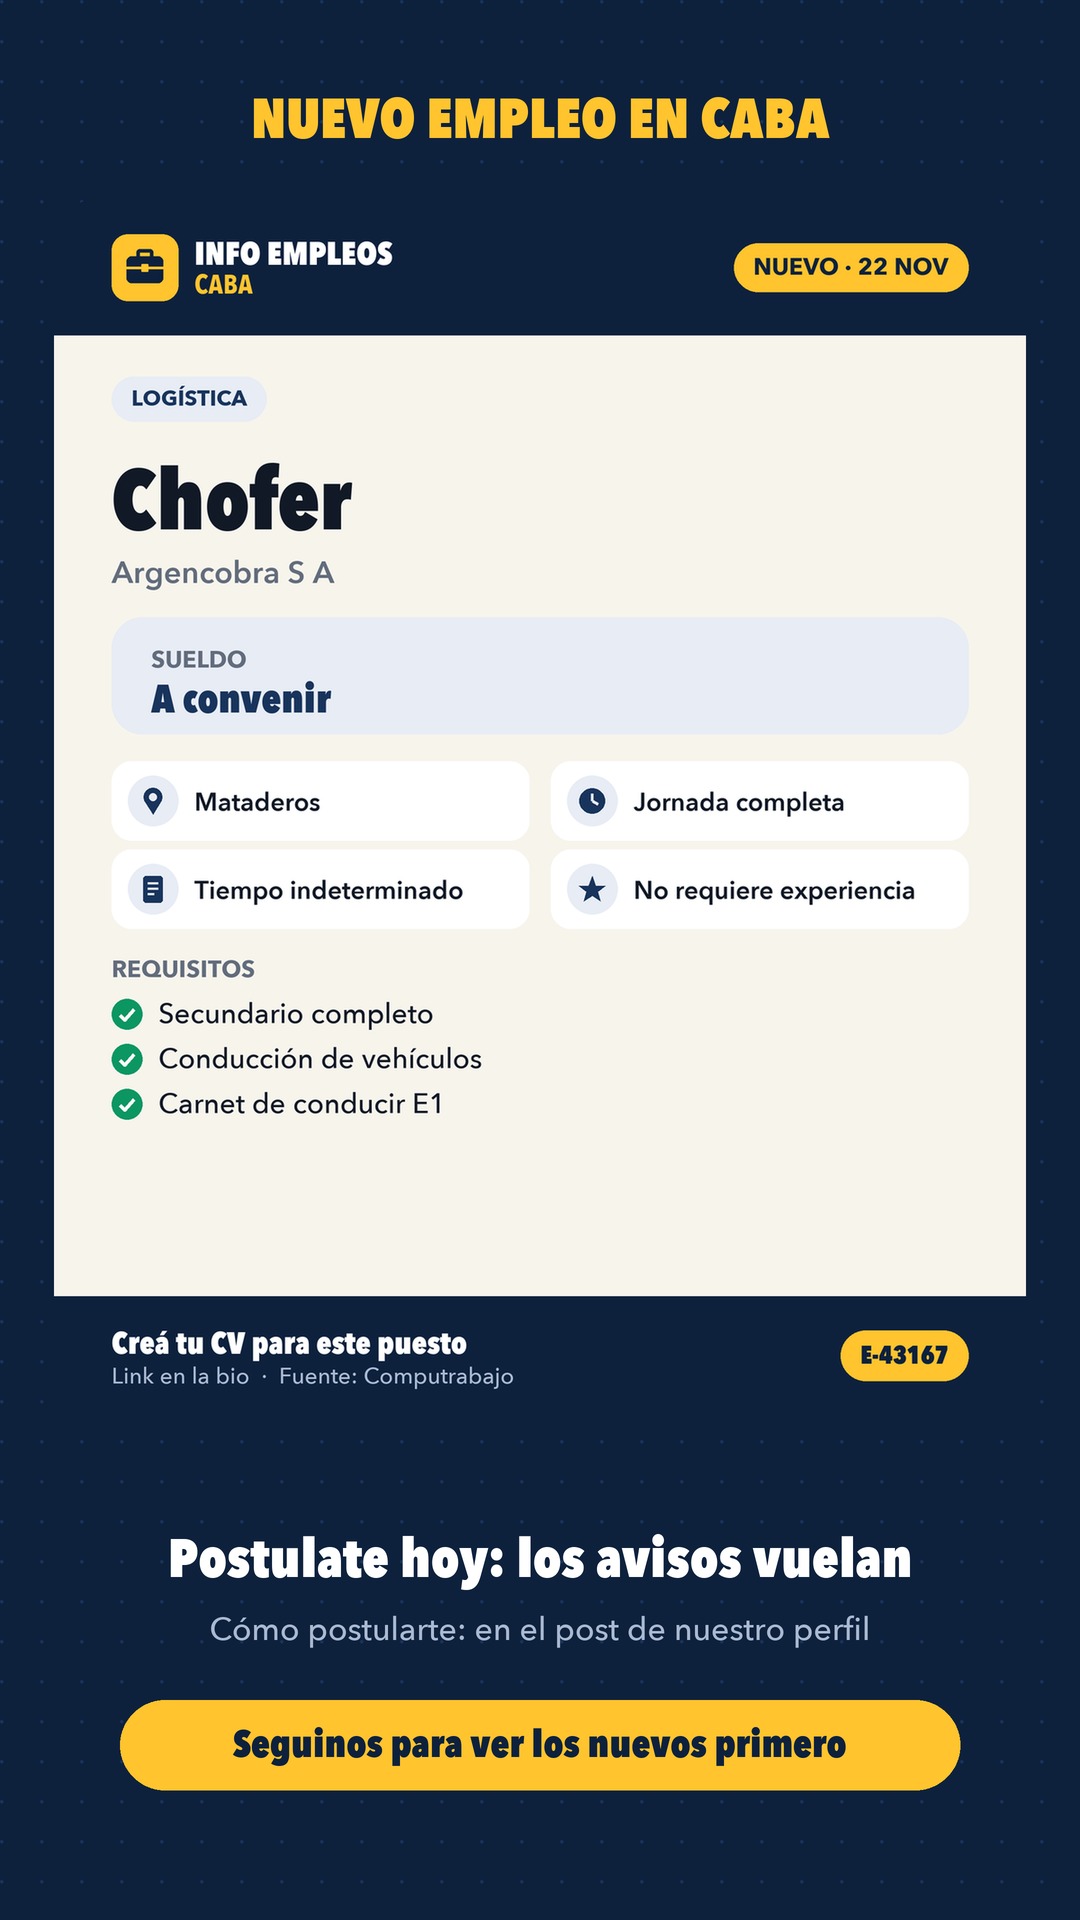 NUEVO EMPLEO EN CABA
INFO EMPLEOS
CABA
NUEVO · 22 NOV
LOGÍSTICA
Chofer
Argencobra S A
SUELDO
A convenir
Mataderos
Jornada completa
Tiempo indeterminado
No requiere experiencia
REQUISITOS
Secundario completo
Conducción de vehículos
Carnet de conducir E1
Creá tu CV para este puesto
Link en la bio · Fuente: Computrabajo
E-43167
Postulate hoy: los avisos vuelan
Cómo postularte: en el post de nuestro perfil
Seguinos para ver los nuevos primero